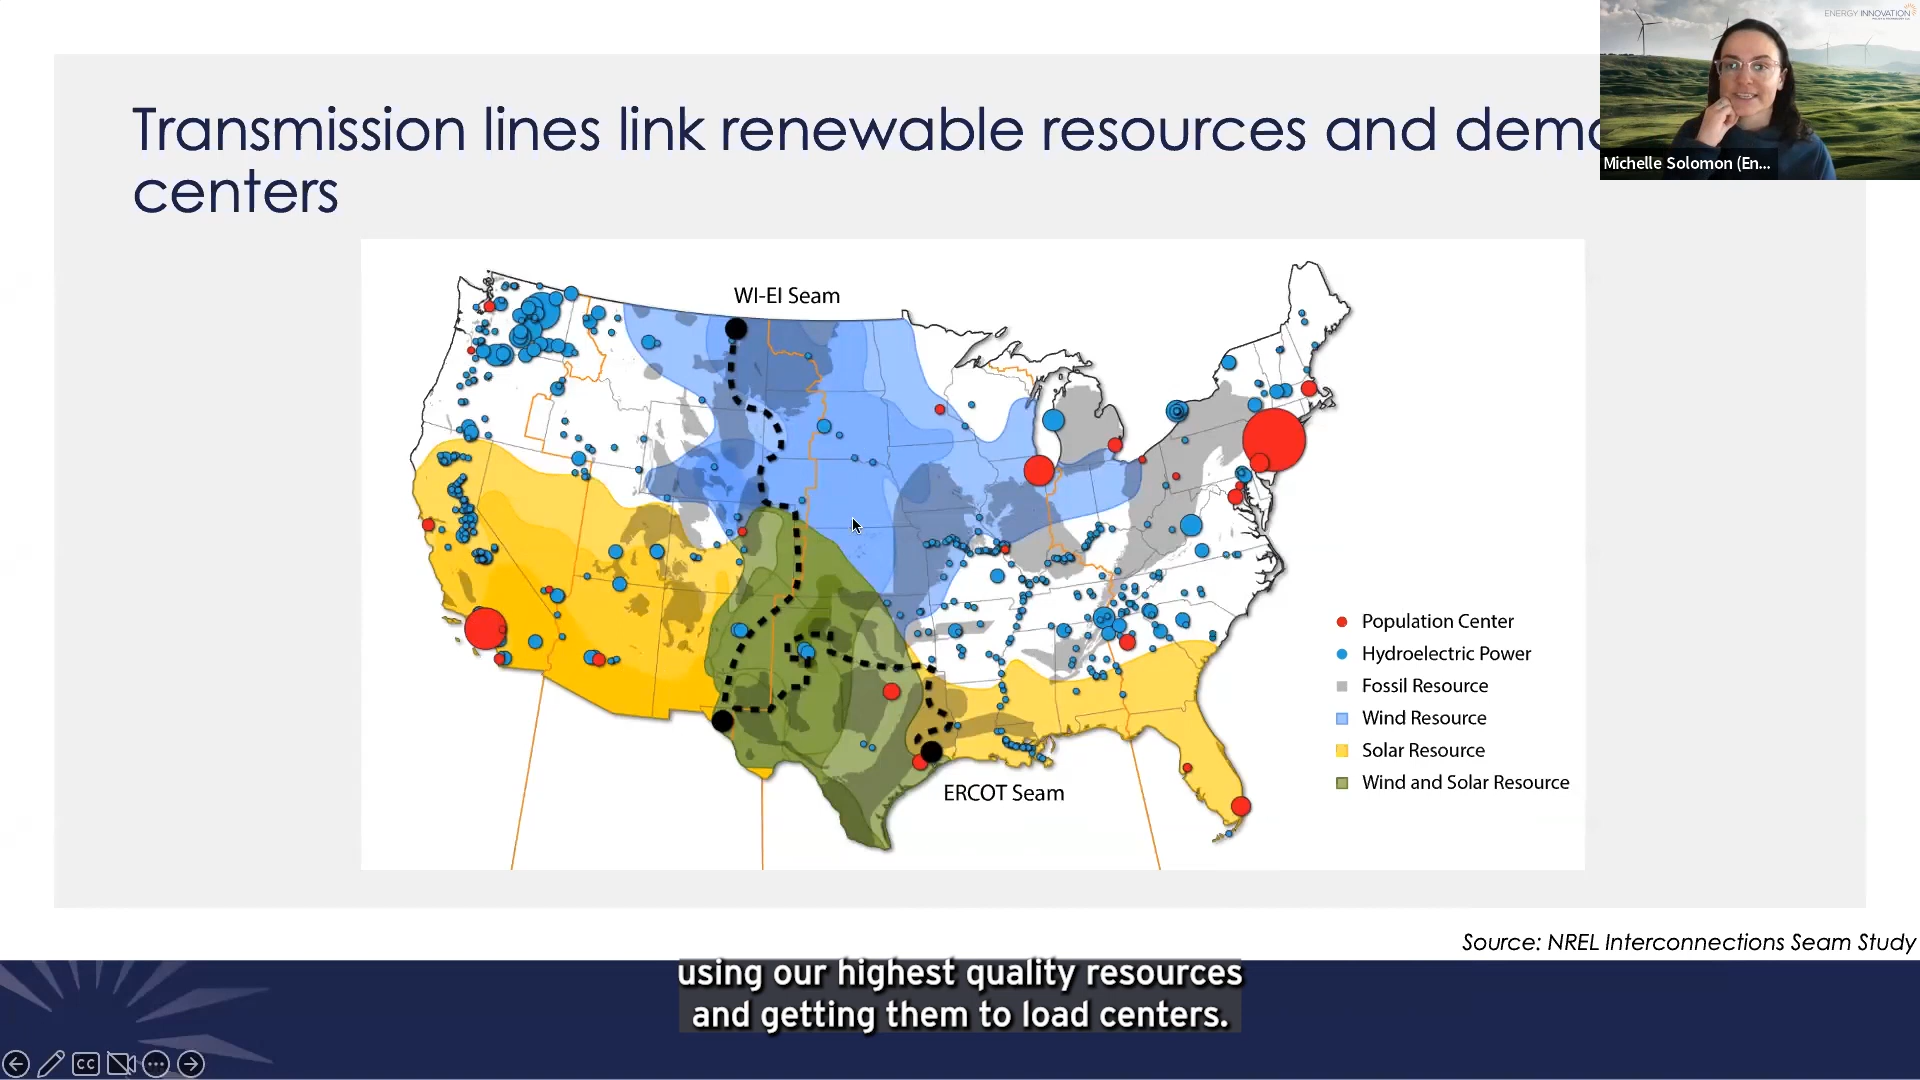 ENERGY INNOVATION
Transmission lines link renewable resources and dem
centers
Michelle Solomon (En...
WI-EI Seam
ERCOT Seam
Population Center
Hydroelectric Power
Fossil Resource
Wind Resource
Solar Resource
Wind and Solar Resource
Source: NREL Interconnections Seam Study
using our highest quality resources
and getting them to load centers.
CC